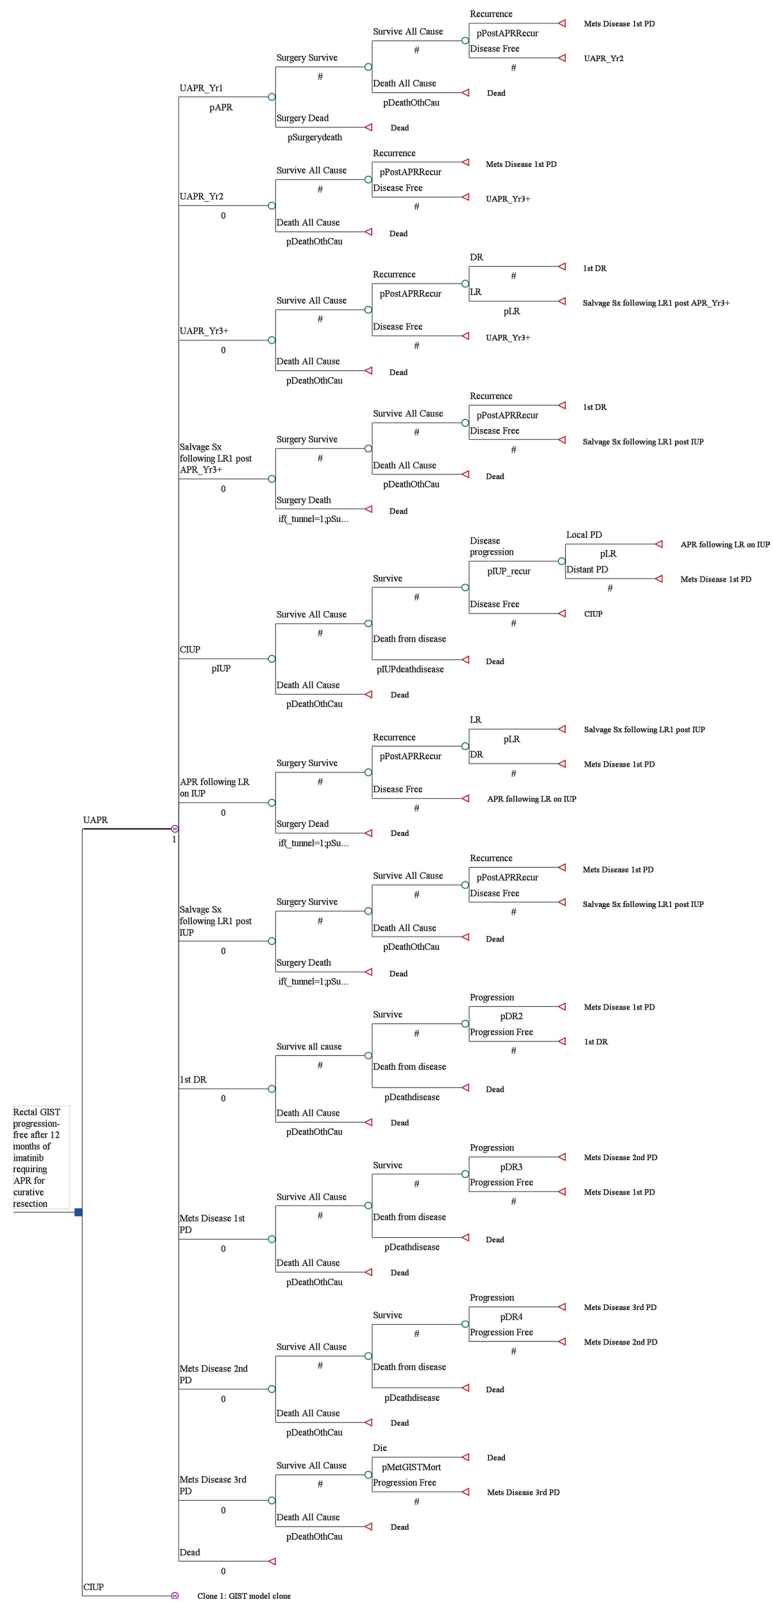 Recurrence
Mets Disease 1st PD
pPostAPRRecur
Survive All Cause
Disease Free
#
UAPR_Yr2
#
Surgery Survive
#
Death All Cause
Dead
pDeathOthCau
UAPR_Yr1
pAPR
Surgery Dead
Dead
pSurgerydeath
Recurrence
Mets Disease 1st PD
pPostAPRRecur
Survive All Cause
Disease Free
#
UAPR_Yr3+
#
UAPR_Yr2
0
Death All Cause
Dead
pDeathOthCau
DR
1st DR
#
Recurrence
LR
pPostAPRRecur
Salvage Sx following LR1 post APR_Yr3+
pLR
Survive All Cause
#
Disease Free
UAPR_Yr3+
#
UAPR_Yr3+
0
Death All Cause
Dead
pDeathOthCau
Recurrence
1st DR
pPostAPRRecur
Survive All Cause
Disease Free
#
Salvage Sx following LR1 post IUP
#
Surgery Survive
#
Death All Cause
Dead
pDeathOthCau
Salvage Sx
following LR1 post
APR_Yr3+
0
Surgery Death
Dead
if(_tunnel=1;pSu...
Local PD
APR following LR on IUP
pLR
Disease
progression
Distant PD
pIUP_recur
Mets Disease 1st PD
#
Survive
#
Disease Free
CIUP
#
Survive All Cause
#
Death from disease
Dead
pIUPdeathdisease
CIUP
pIUP
Death All Cause
Dead
pDeathOthCau
LR
Salvage Sx following LR1 post IUP
pLR
Recurrence
DR
pPostAPRRecur
Mets Disease 1st PD
#
Surgery Survive
#
Disease Free
APR following LR on IUP
#
APR following LR
on IUP
0
Surgery Dead
Dead
if(_tunnel=1;pSu...
UAPR
1
Recurrence
Mets Disease 1st PD
pPostAPRRecur
Survive All Cause
Disease Free
#
Salvage Sx following LR1 post IUP
#
Surgery Survive
#
Death All Cause
Dead
pDeathOthCau
Salvage Sx
following LR1 post
IUP
0
Surgery Death
Dead
if(_tunnel=1;pSu...
Progression
Mets Disease 1st PD
pDR2
Survive
Progression Free
#
1st DR
#
Survive all cause
#
Death from disease
Dead
pDeathdisease
1st DR
0
Death All Cause
Dead
pDeathOthCau
Rectal GIST
progression-
free after 12
months of
imatinib
requiring
APR for
curative
resection
Progression
Mets Disease 2nd PD
pDR3
Survive
Progression Free
#
Mets Disease 1st PD
#
Survive All Cause
#
Death from disease
Dead
pDeathdisease
Mets Disease 1st
PD
0
Death All Cause
Dead
pDeathOthCau
Progression
Mets Disease 3rd PD
pDR4
Survive
Progression Free
#
Mets Disease 2nd PD
#
Survive All Cause
#
Death from disease
Dead
pDeathdisease
Mets Disease 2nd
PD
0
Death All Cause
Dead
pDeathOthCau
Die
Dead
pMetGISTMort
Survive All Cause
Progression Free
#
Mets Disease 3rd PD
#
Mets Disease 3rd
PD
0
Death All Cause
Dead
pDeathOthCau
Dead
0
CIUP
Clone 1: GIST model clone